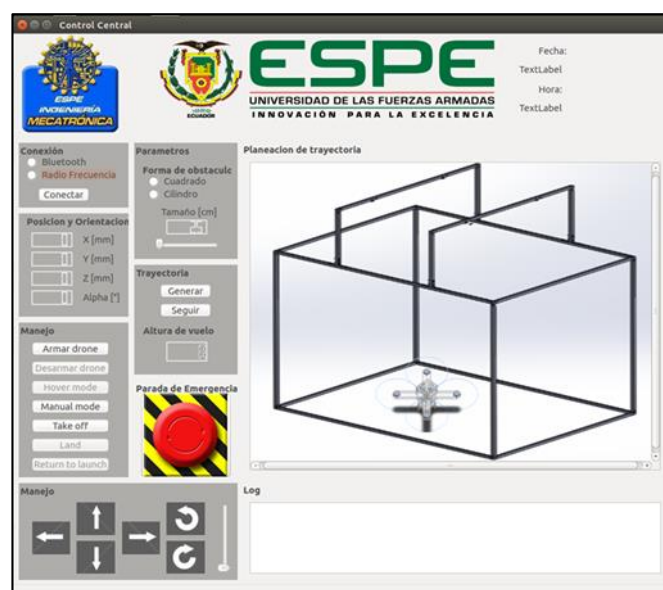 Control Central
ESPE
INGENIERÍA
MECATRÓNICA
ECUADOR
ESPE
UNIVERSIDAD DE LAS FUERZAS ARMADAS
INNOVACIÓN PARA LA EXCELENCIA
Fecha:
TextLabel
Hora:
TextLabel
Conexión
Bluetooth
Radio Frecuencia
Conectar
Posicion y Orientacion
X [mm]
Y [mm]
Z [mm]
Alpha [°]
Manejo
Armar drone
Desarmar drone
Hover mode
Manual mode
Take off
Land
Return to launch
Parametros
Forma de obstaculc
Cuadrado
Cilindro
Tamaño [cm]
Trayectoria
Generar
Seguir
Altura de vuelo
Parada de Emergencia
Planeacion de trayectoria
Manejo
Log